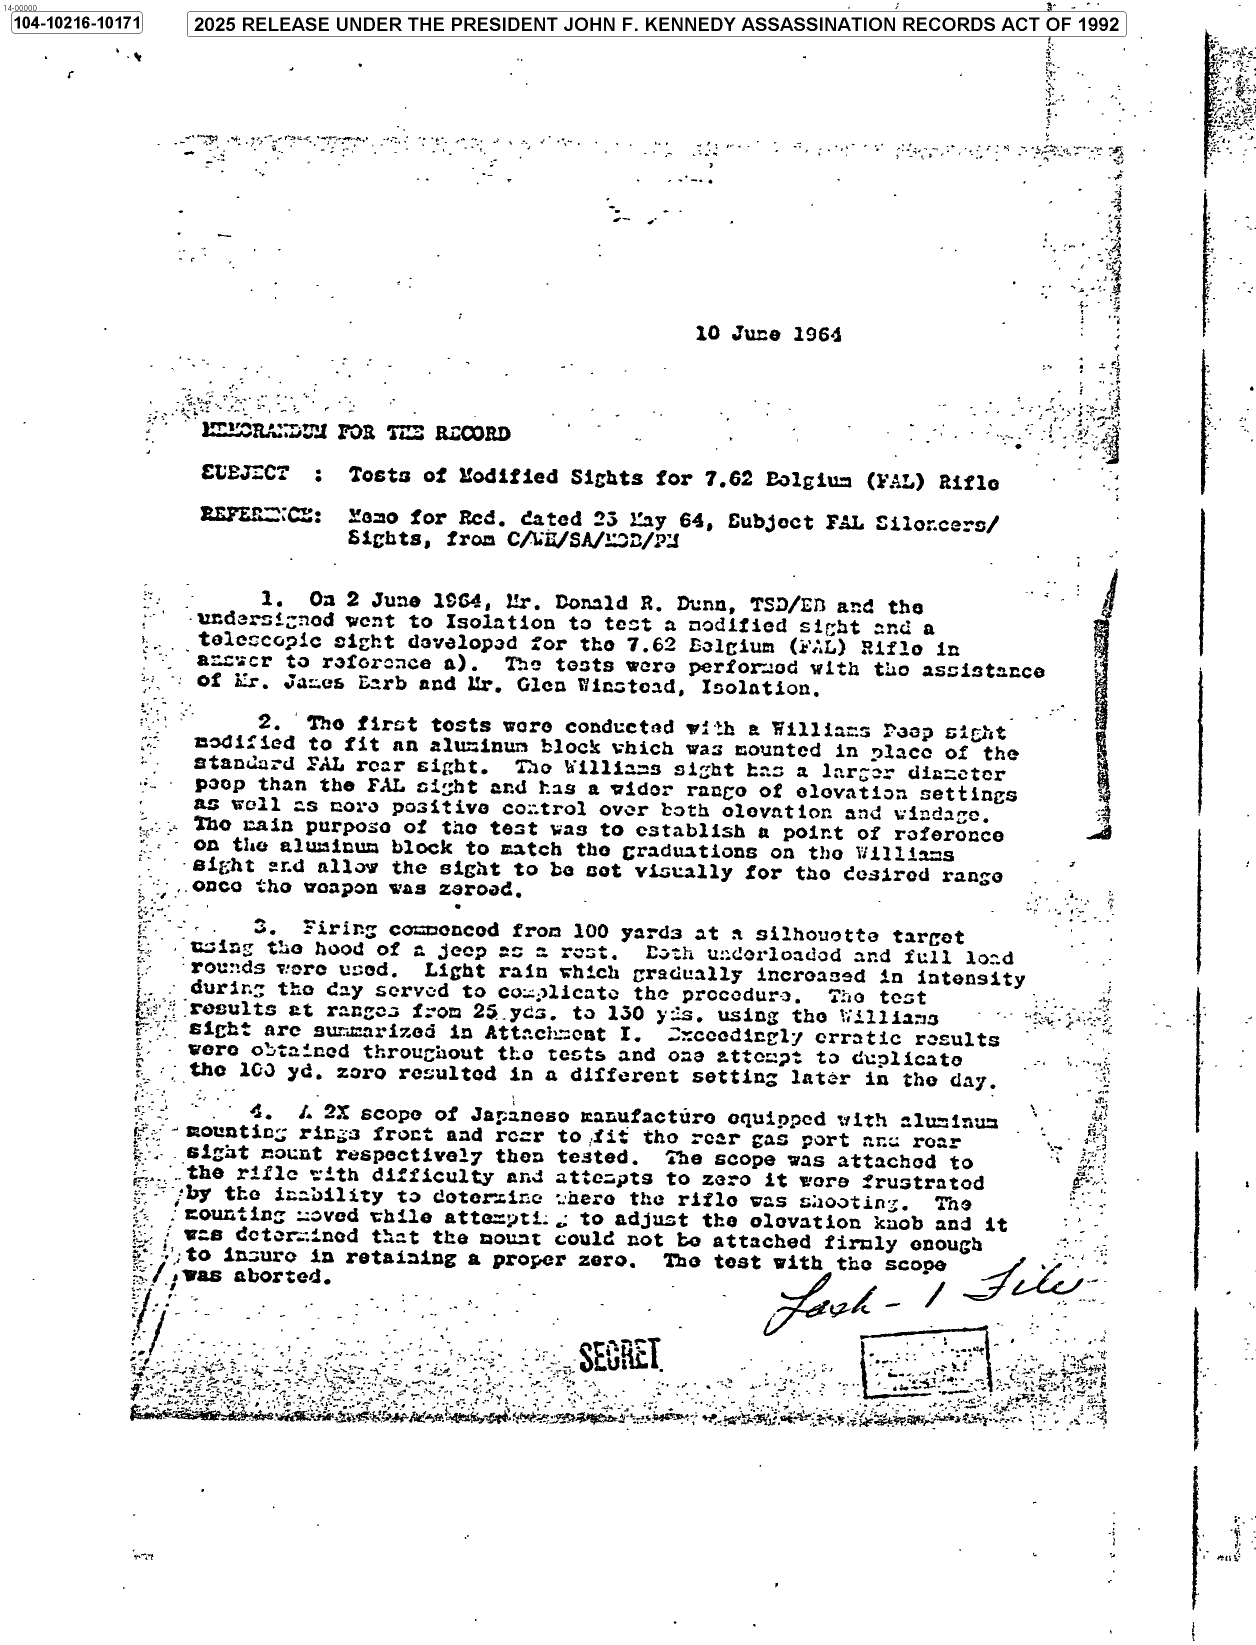 14-00000
104-10216-10171
2025 RELEASE UNDER THE PRESIDENT JOHN F. KENNEDY ASSASSINATION RECORDS ACT OF 1992
10 June 1964
MEMORANDUM FOR THE RECORD
SUBJECT : Tests of Modified Sights for 7.62 Belgium (FAL) Rifle
REFERENCE: Memo for Rcd. dated 25 May 64, Subject FAL Silencers/
Sights, from
1. On 2 June 1964, Mr. Donald R. Dunn, TSD/EB and the
undersigned went to Isolation to test a modified sight and a
telescopic sight developed for the 7.62 Belgium (FAL) Rifle in
answer to reference a). The tests were performed with the assistance
of Mr. James Barb and Mr. Glen Winstead, Isolation.
2. The first tests were conducted with a Williams Peep sight
modified to fit an aluminum block which was mounted in place of the
standard FAL rear sight. The Williams sight has a larger diameter
peep than the FAL sight and has a wider range of elevation settings
as well as more positive control over both elevation and windage.
The main purpose of the test was to establish a point of reference
on the aluminum block to match the graduations on the Williams
sight and allow the sight to be set visually for the desired range
once the weapon was zeroed.
3. Firing commenced from 100 yards at a silhouette target
using the hood of a jeep as a rest. Both underloaded and full load
rounds were used. Light rain which gradually increased in intensity
during the day served to complicate the procedure. The test
results at ranges from 25 yds. to 150 yds. using the Williams
sight are summarized in Attachment I. Exceedingly erratic results
were obtained throughout the tests and one attempt to duplicate
the 100 yd. zero resulted in a different setting later in the day.
4. A 2X scope of Japanese manufacture equipped with aluminum
mounting rings front and rear to fit the rear gas port and rear
sight mount respectively then tested. The scope was attached to
the rifle with difficulty and attempts to zero it were frustrated
by the inability to determine where the rifle was shooting. The
mounting moved while attempting to adjust the elevation knob and it
was determined that the mount could not be attached firmly enough
to insure in retaining a proper zero. The test with the scope
was aborted.
- 1 File
SECRET